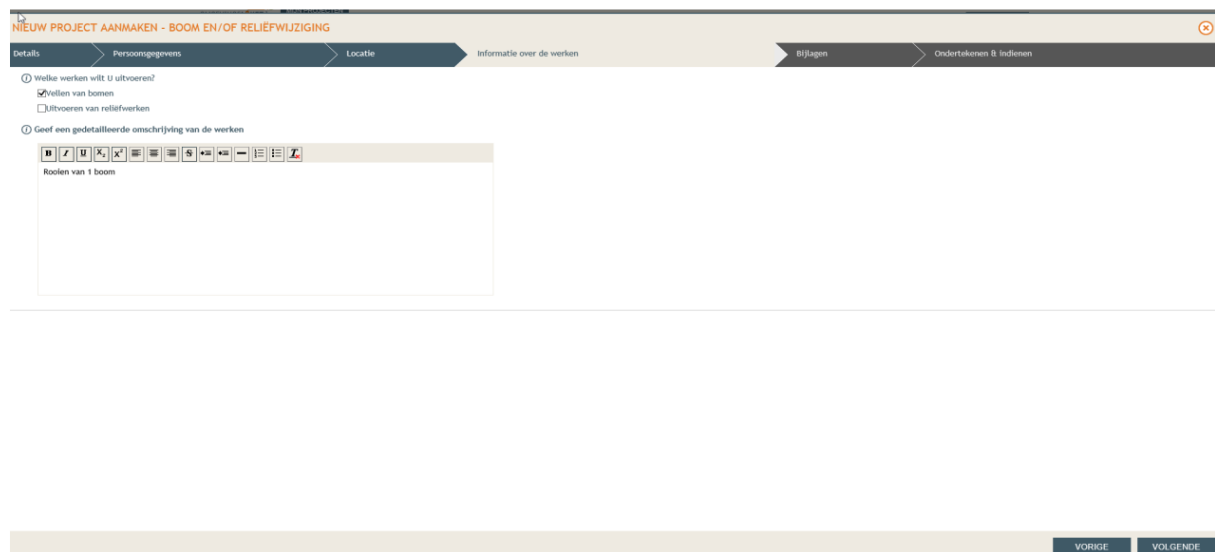 NIEUW PROJECT AANMAKEN - BOOM EN/OF RELIËFWIJZIGING
Details Persoonsgegevens Locatie Informatie over de werken Bijlagen Ondertekenen & indienen
Welke werken wilt U uitvoeren?
Vellen van bomen
Uitvoeren van reliëfwerken
Geef een gedetailleerde omschrijving van de werken
Rooien van 1 boom
VORIGE VOLGENDE